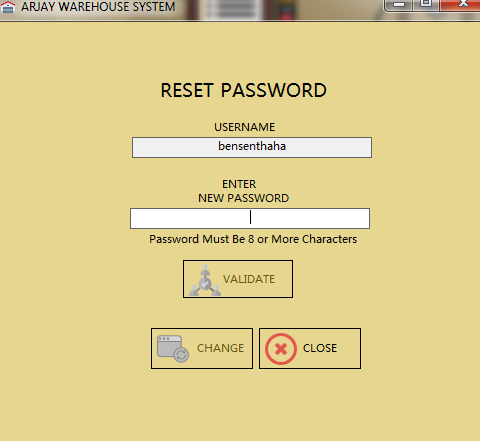 ARJAY WAREHOUSE SYSTEM
RESET PASSWORD
USERNAME
bensenthaha
ENTER
NEW PASSWORD
Password Must Be 8 or More Characters
VALIDATE
CHANGE
CLOSE